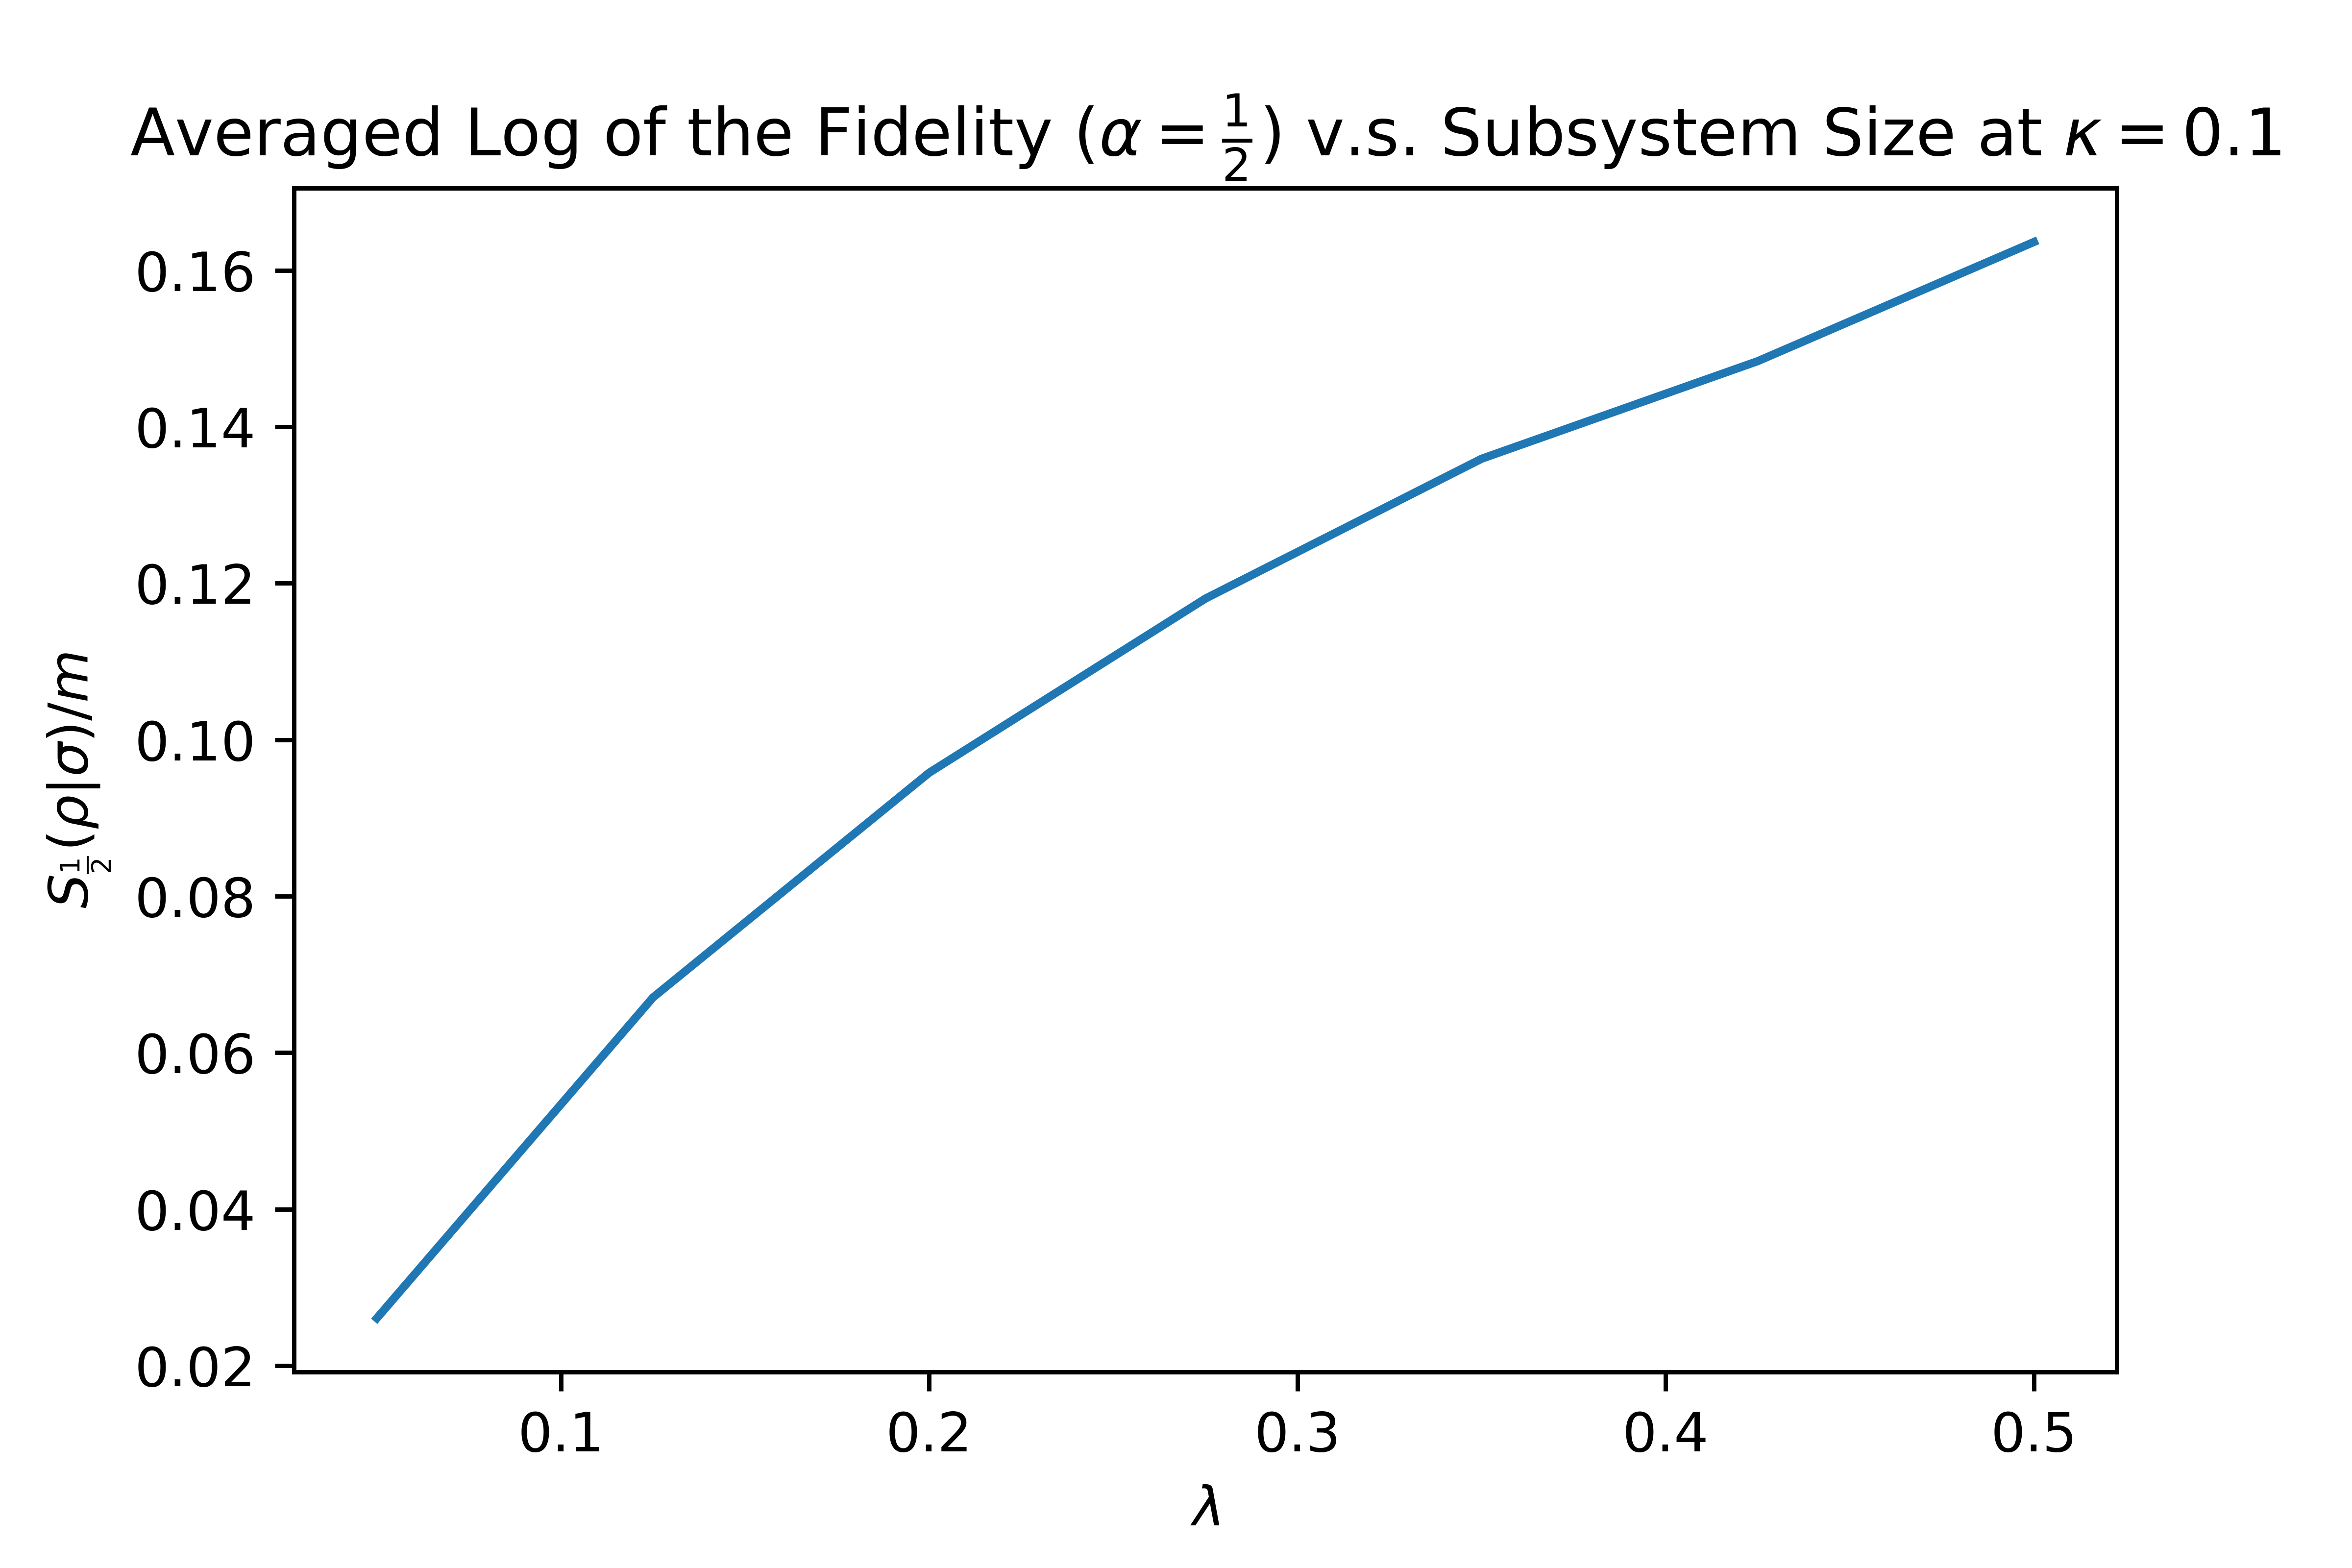 Averaged Log of the Fidelity (α = 1/2) v.s. Subsystem Size at κ = 0.1
S̃_{1/2}(ρ|σ)/m
0.16
0.14
0.12
0.10
0.08
0.06
0.04
0.02
0.1 0.2 0.3 0.4 0.5
λ